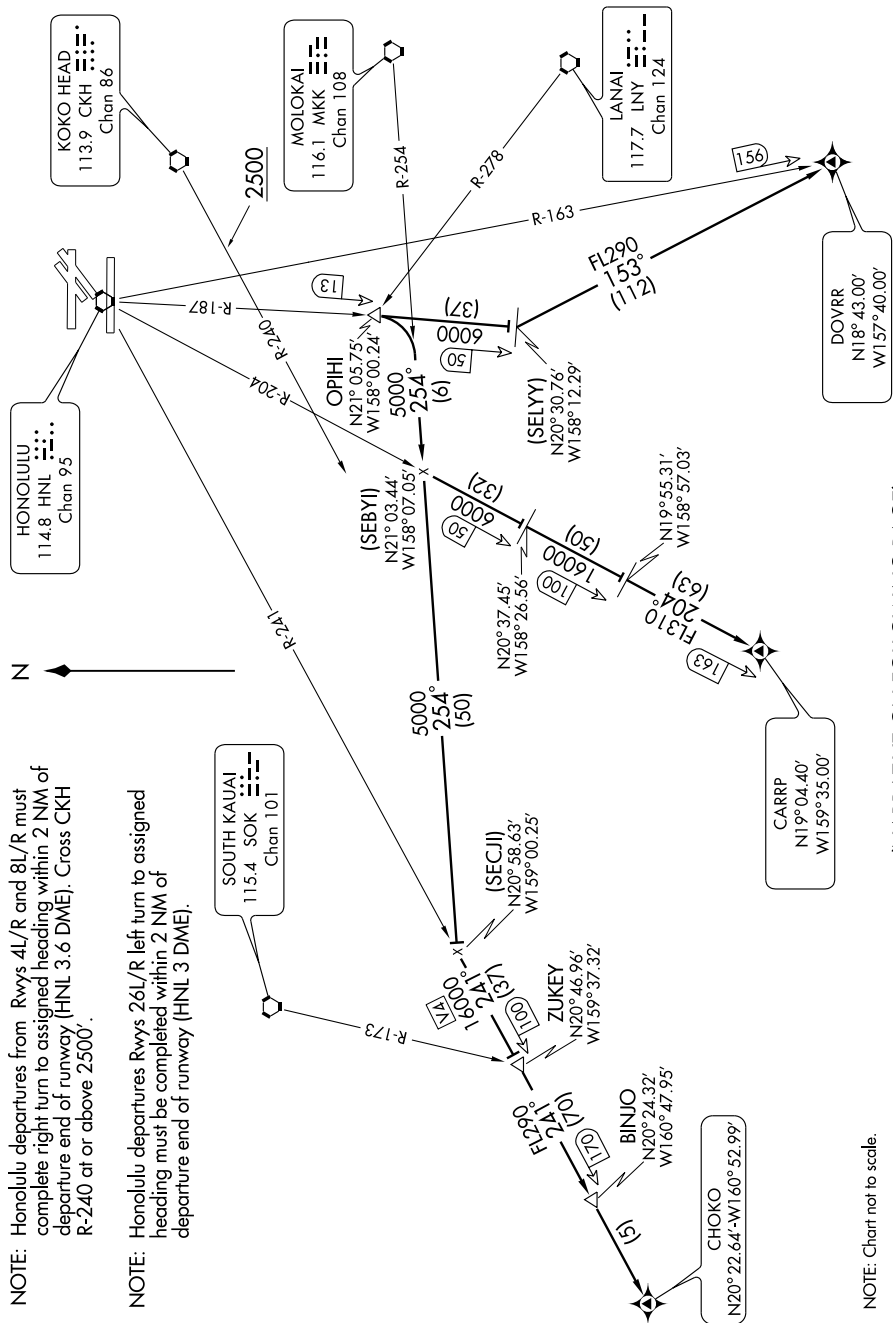 NOTE: Honolulu departures from Rwys 4L/R and 8L/R must
complete right turn to assigned heading within 2 NM of
departure end of runway (HNL 3.6 DME). Cross CKH
R-240 at or above 2500'.
NOTE: Honolulu departures Rwys 26L/R left turn to assigned
heading must be completed within 2 NM of
departure end of runway (HNL 3 DME).
N
HONOLULU
114.8 HNL
Chan 95
KOKO HEAD
113.9 CKH
Chan 86
2500
MOLOKAI
116.1 MKK
Chan 108
LANAI
117.7 LNY
Chan 124
SOUTH KAUAI
115.4 SOK
Chan 101
R-241
R-204
R-240
R-187
R-163
R-254
R-278
R-173
13
OPIHI
N21° 05.75'
W158° 00.24'
5000
254°
(6)
(37)
6000
50
(SELYY)
N20° 30.76'
W158° 12.29'
FL290
153°
(112)
156
DOVRR
N18° 43.00'
W157° 40.00'
(SEBYI)
N21° 03.44'
W158° 07.05'
(32)
6000
50
N20° 37.45'
W158° 26.56'
(50)
16000
100
N19° 55.31'
W158° 57.03'
(63)
204°
FL310
163
CARRP
N19° 04.40'
W159° 35.00'
5000
254°
(50)
(SECJI)
N20° 58.63'
W159° 00.25'
V4
16000
241°
(37)
100
ZUKEY
N20° 46.96'
W159° 37.32'
FL290
241°
(70)
170
BINJO
N20° 24.32'
W160° 47.95'
(5)
CHOKO
N20° 22.64'-W160° 52.99'
NOTE: Chart not to scale.